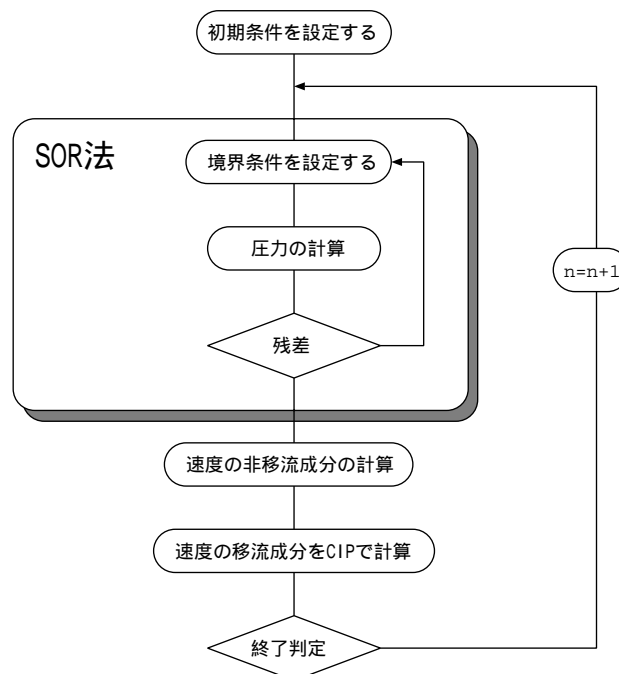 初期条件を設定する
SOR法
境界条件を設定する
圧力の計算
n=n+1
残差
速度の非移流成分の計算
速度の移流成分をCIPで計算
終了判定